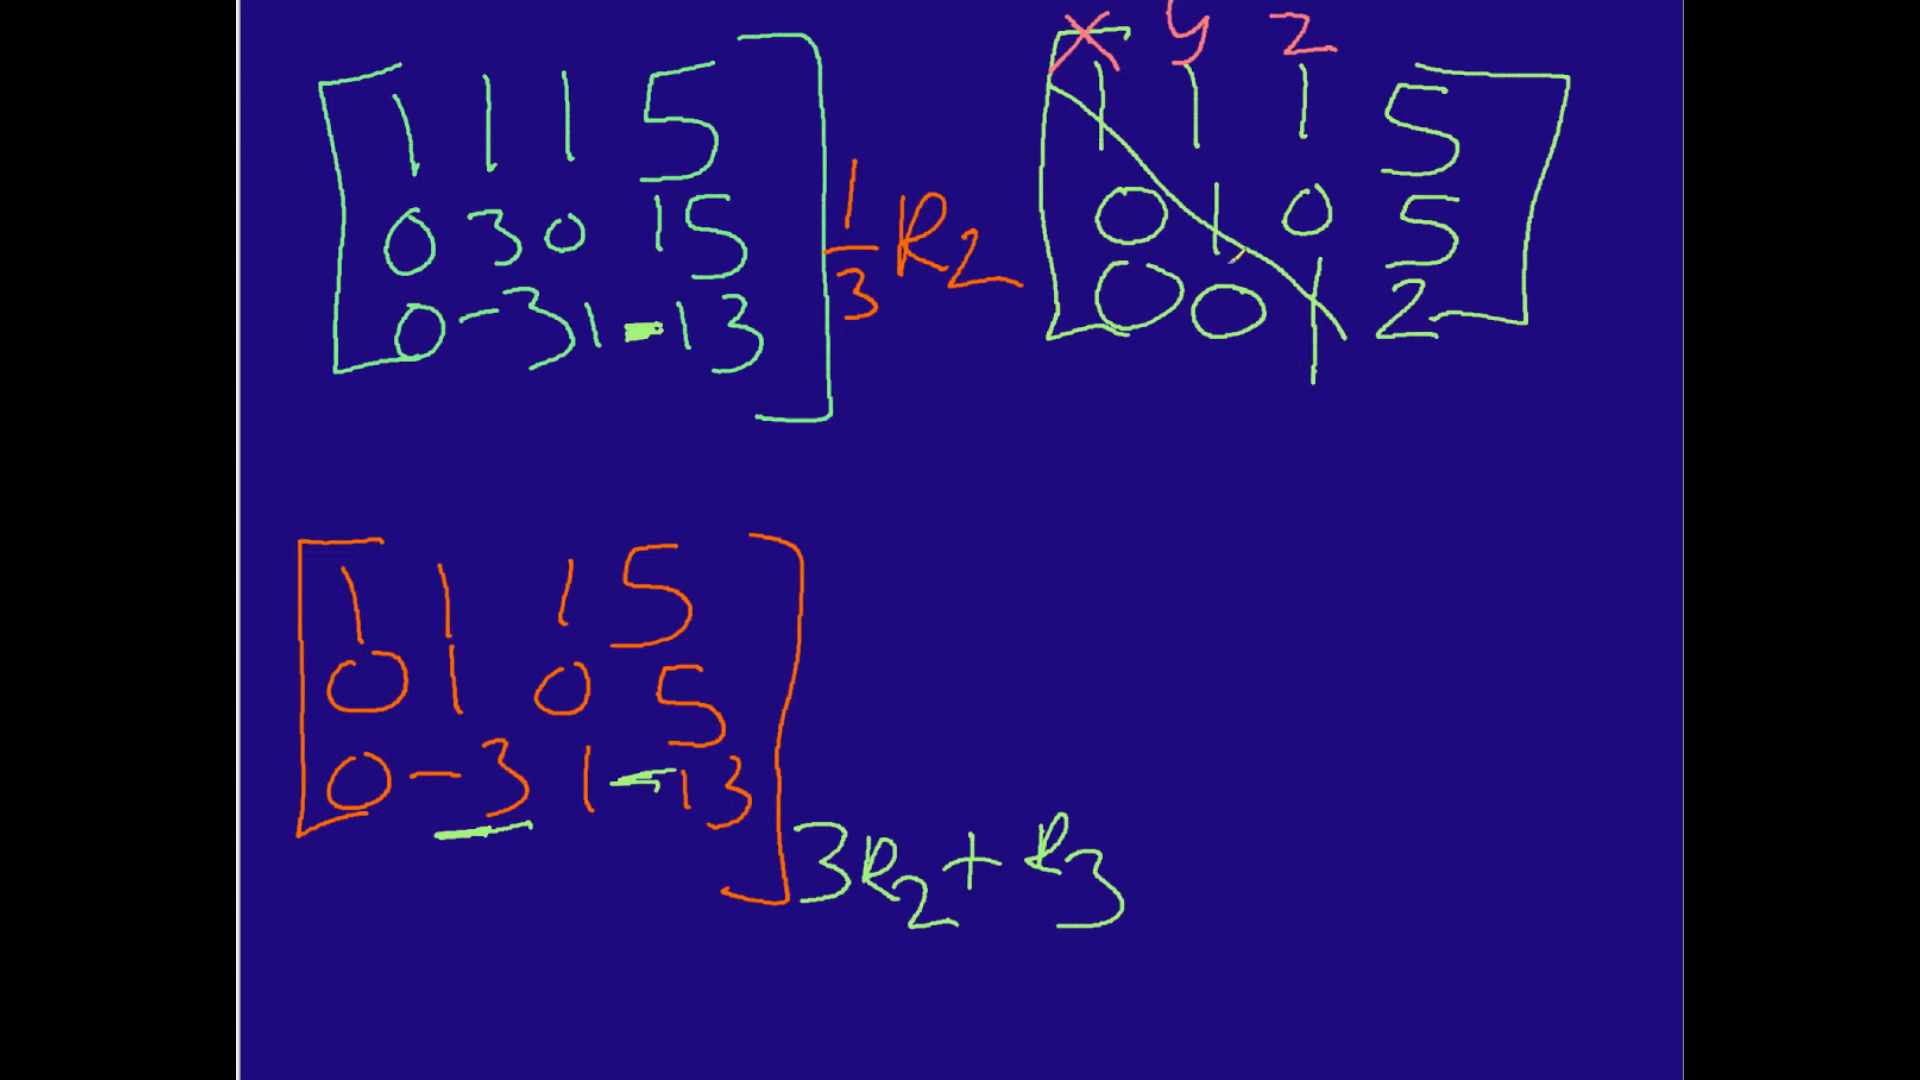 1 1 1 5
0 3 0 15
0 -3 1 -13
1/3 R2
x y z
1 1 1 5
0 1 0 5
0 0 1 2
1 1 1 5
0 1 0 5
0 -3 1 -13
3R2 + R3